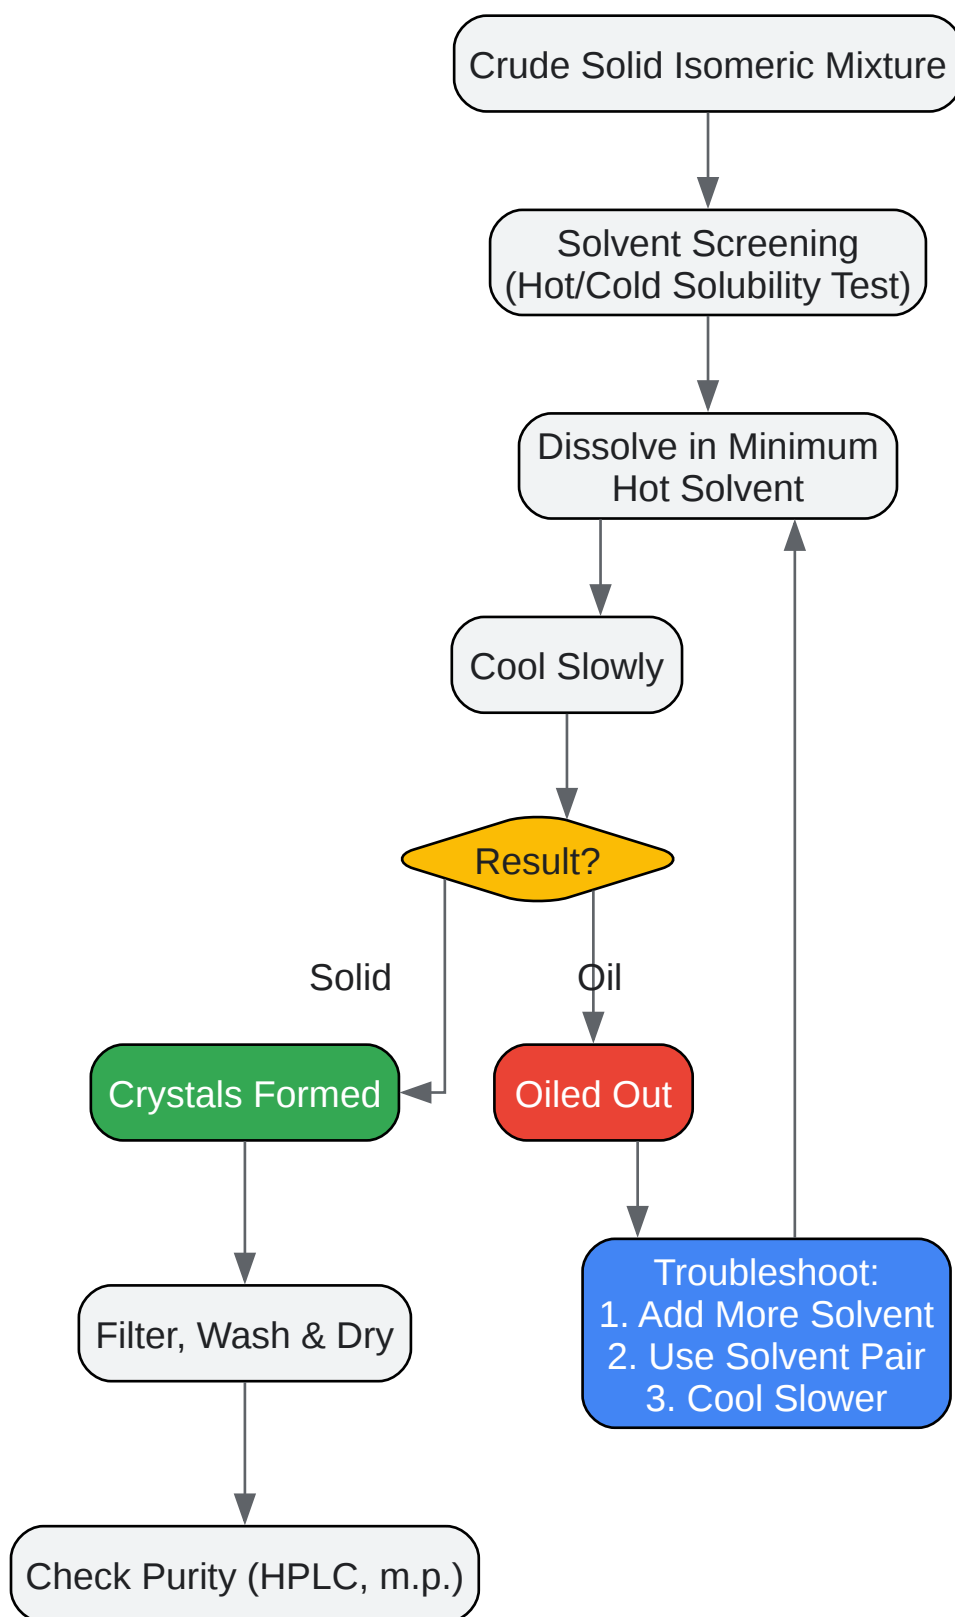 Crude Solid Isomeric Mixture
Solvent Screening
(Hot/Cold Solubility Test)
Dissolve in Minimum
Hot Solvent
Cool Slowly
Result?
Solid
Oil
Crystals Formed
Oiled Out
Troubleshoot:
1. Add More Solvent
2. Use Solvent Pair
3. Cool Slower
Filter, Wash & Dry
Check Purity (HPLC, m.p.)